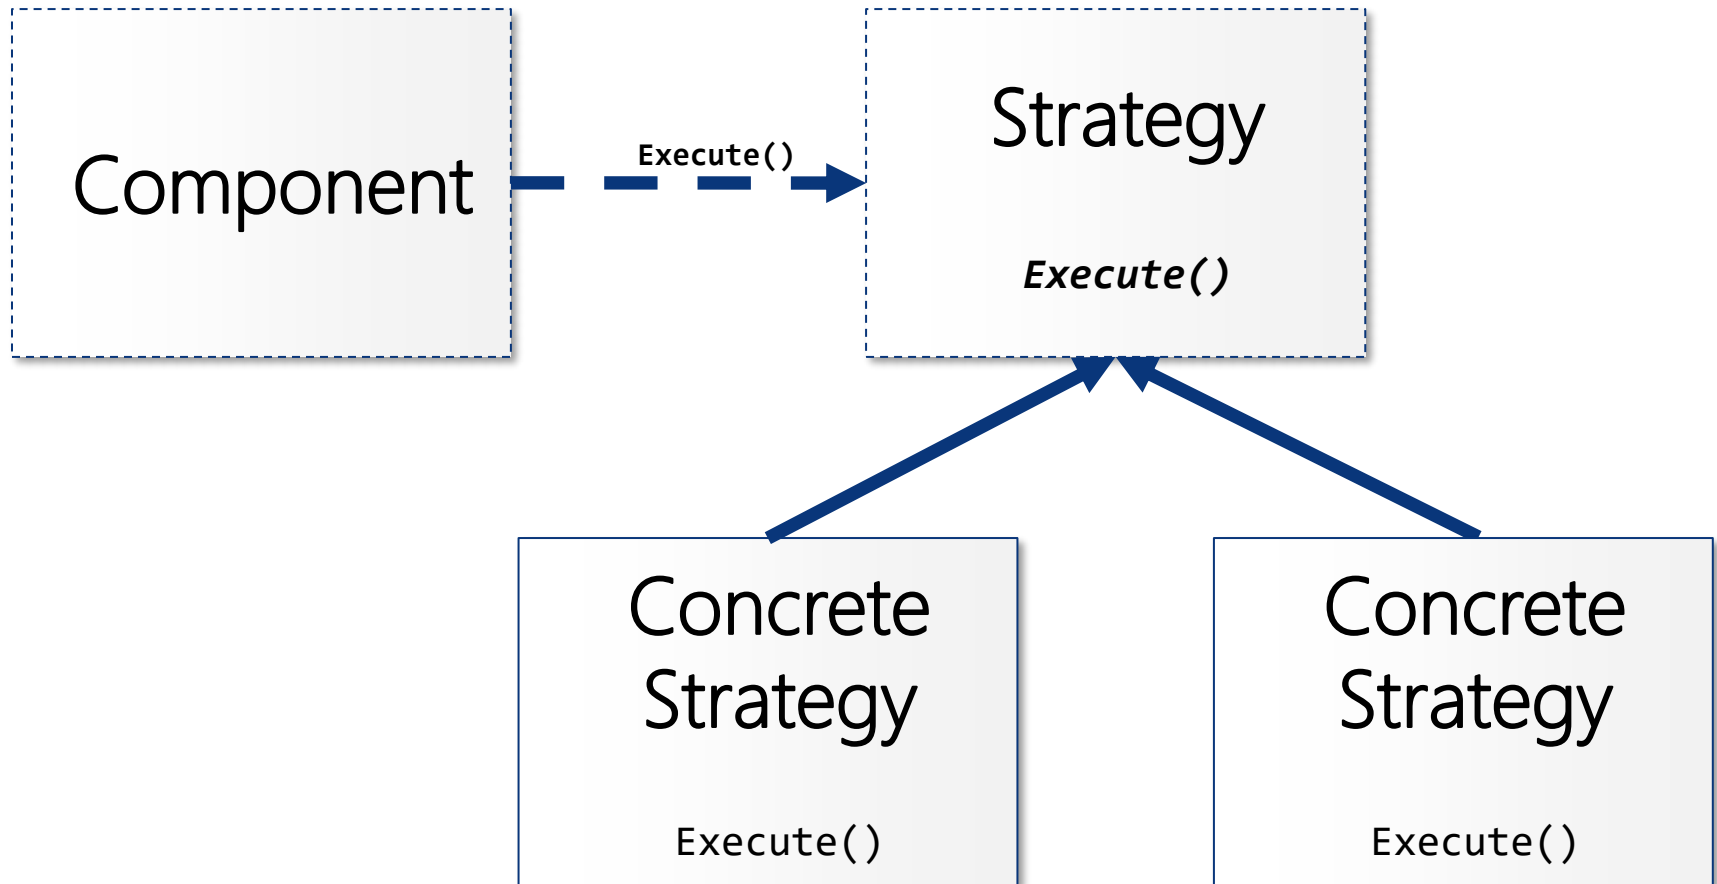 Component
Execute()
Strategy
Execute()
Concrete
Strategy
Execute()
Concrete
Strategy
Execute()